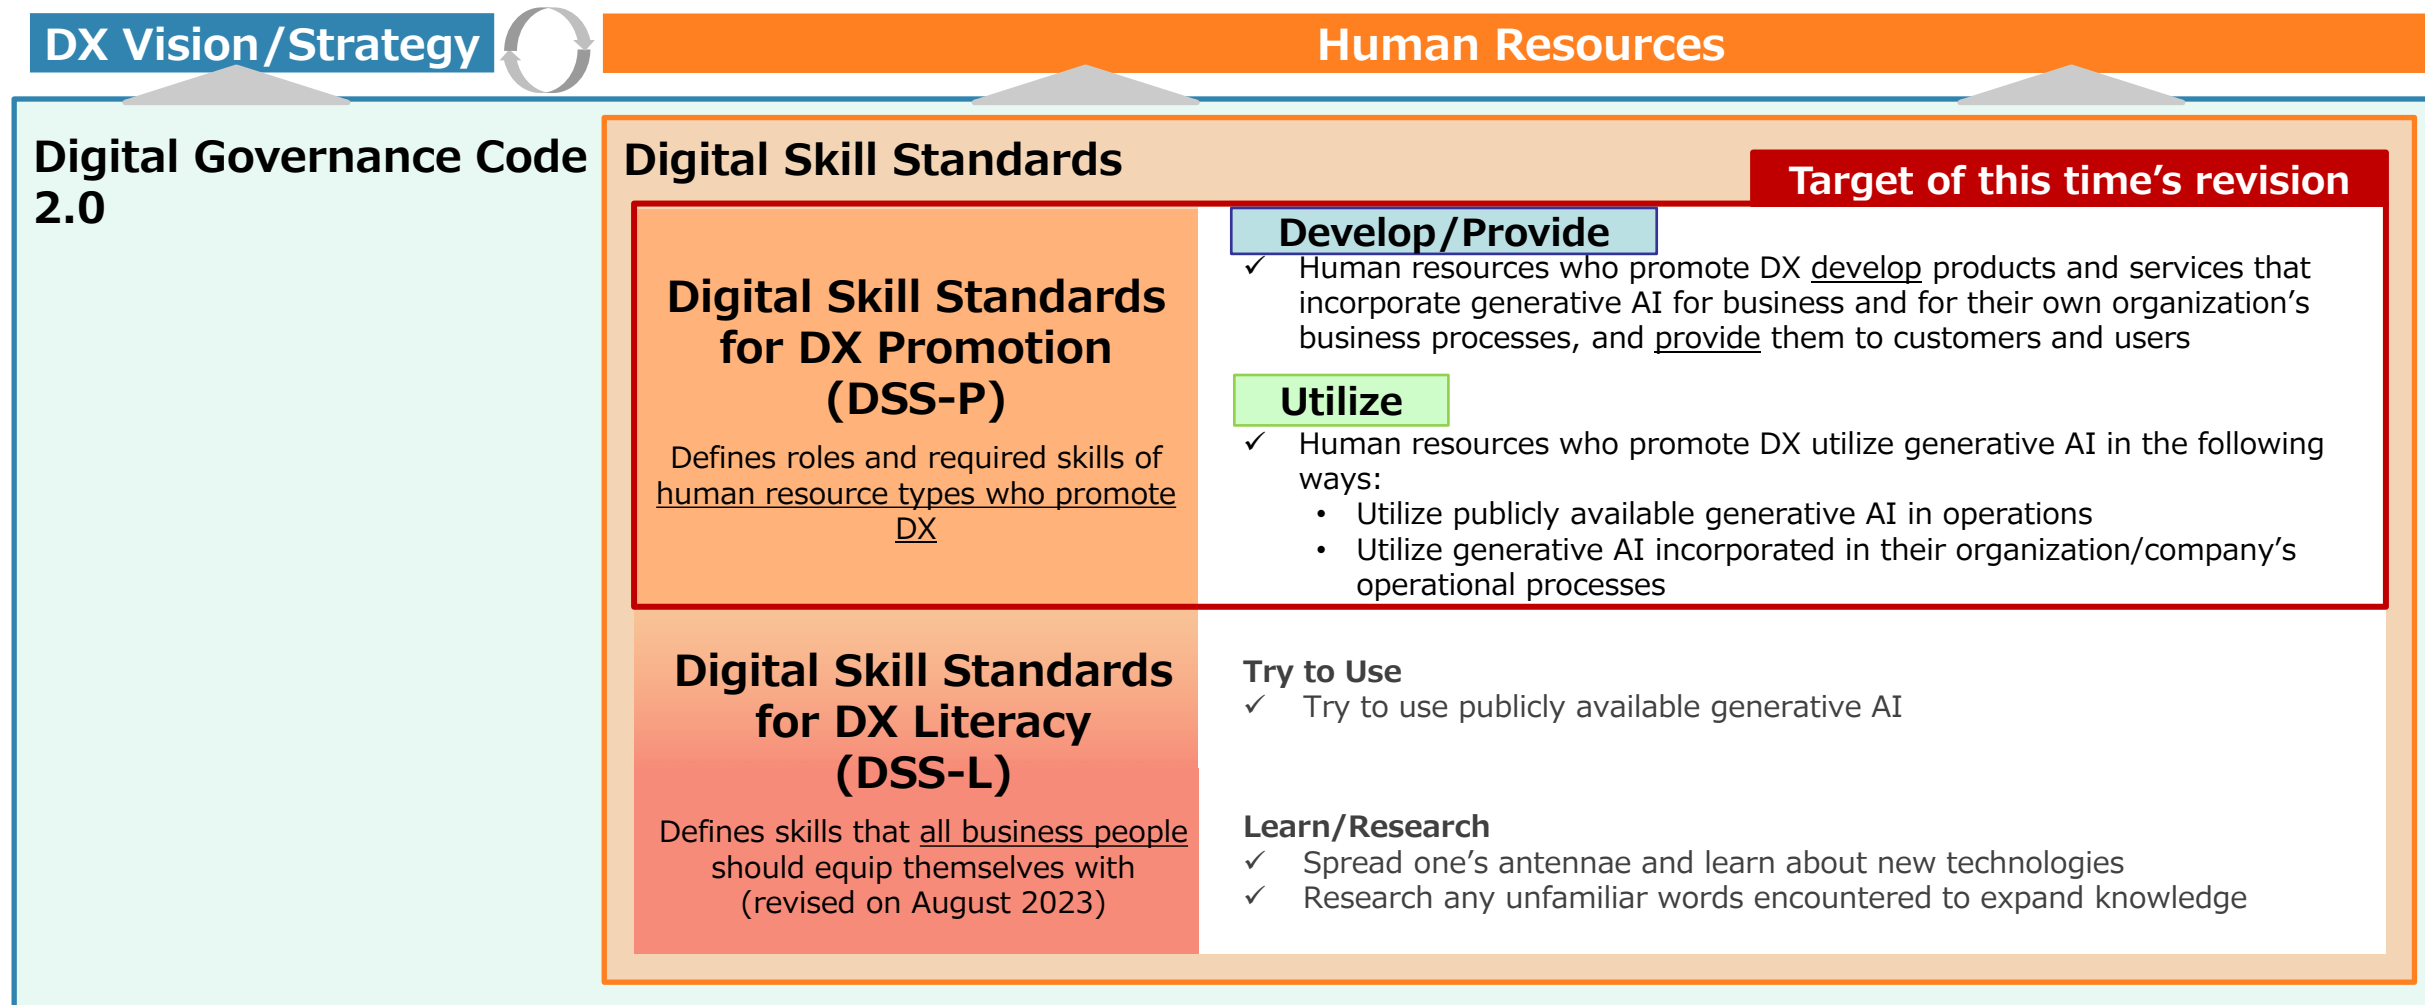 DX Vision/Strategy
Human Resources
Digital Governance Code
2.0
Digital Skill Standards
Target of this time’s revision
Digital Skill Standards
for DX Promotion
(DSS-P)
Defines roles and required skills of
human resource types who promote
DX
Develop/Provide
✓ Human resources who promote DX develop products and services that
incorporate generative AI for business and for their own organization’s
business processes, and provide them to customers and users
Utilize
✓ Human resources who promote DX utilize generative AI in the following
ways:
• Utilize publicly available generative AI in operations
• Utilize generative AI incorporated in their organization/company’s
operational processes
Digital Skill Standards
for DX Literacy
(DSS-L)
Defines skills that all business people
should equip themselves with
(revised on August 2023)
Try to Use
✓ Try to use publicly available generative AI
Learn/Research
✓ Spread one’s antennae and learn about new technologies
✓ Research any unfamiliar words encountered to expand knowledge